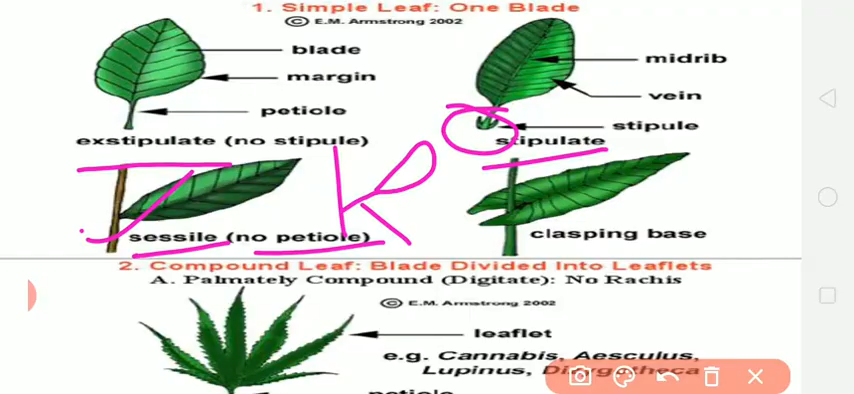 1. Simple Leaf: One Blade
© E.M. Armstrong 2002
blade
margin
petiole
exstipulate (no stipule)
midrib
vein
stipule
stipulate
sessile (no petiole)
clasping base
2. Compound Leaf: Blade Divided Into Leaflets
A. Palmately Compound (Digitate): No Rachis
© E.M. Armstrong 2002
leaflet
e.g. Cannabis, Aesculus,
Lupinus,